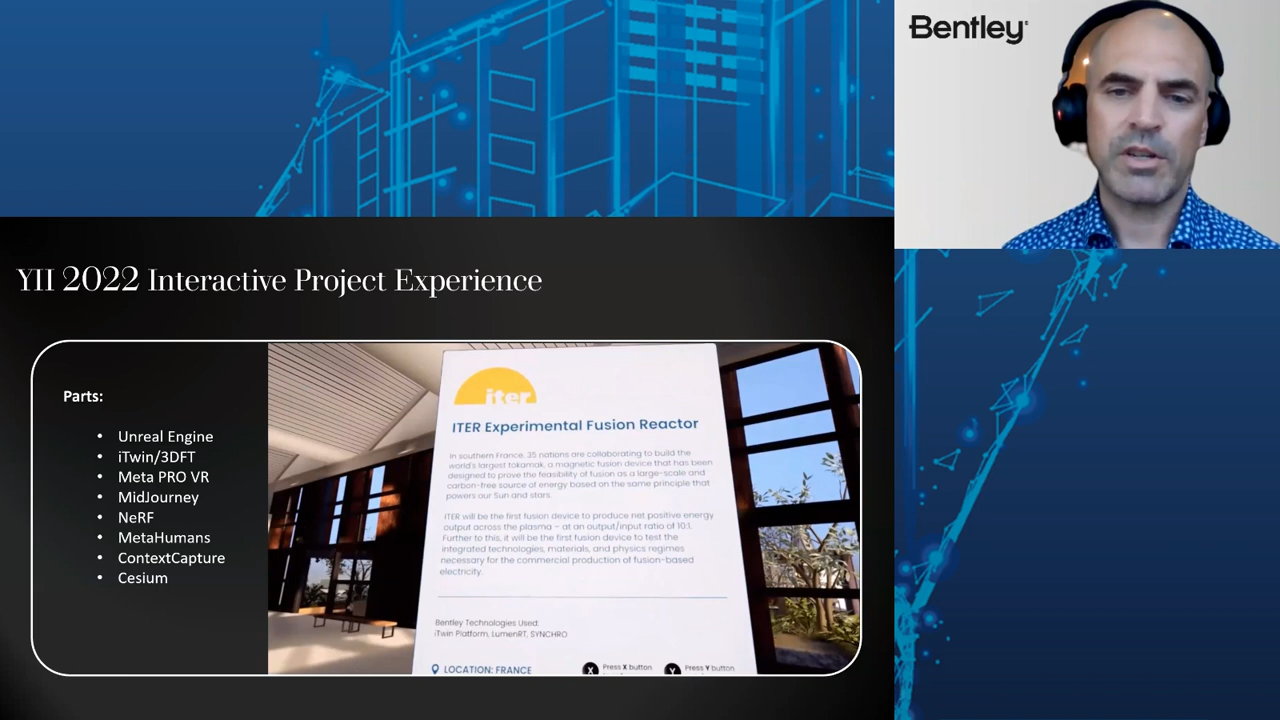 Bentley®
YII 2022 Interactive Project Experience
Parts:
• Unreal Engine
• iTwin/3DFT
• Meta PRO VR
• MidJourney
• NeRF
• MetaHumans
• ContextCapture
• Cesium
iter
ITER Experimental Fusion Reactor
In southern France, 35 nations are collaborating to build the
world's largest tokamak, a magnetic fusion device that has been
designed to prove the feasibility of fusion as a large-scale and
carbon-free source of energy based on the same principle that
powers our Sun and stars.
ITER will be the first fusion device to produce net positive energy
output across the plasma – at an output/input ratio of 10:1.
Further to this, it will be the first fusion device to test the
integrated technologies, materials, and physics regimes
necessary for the commercial production of fusion-based
electricity.
Bentley Technologies Used:
iTwin Platform, LumenRT, SYNCHRO
LOCATION: FRANCE
X Press X button
Y Press Y button